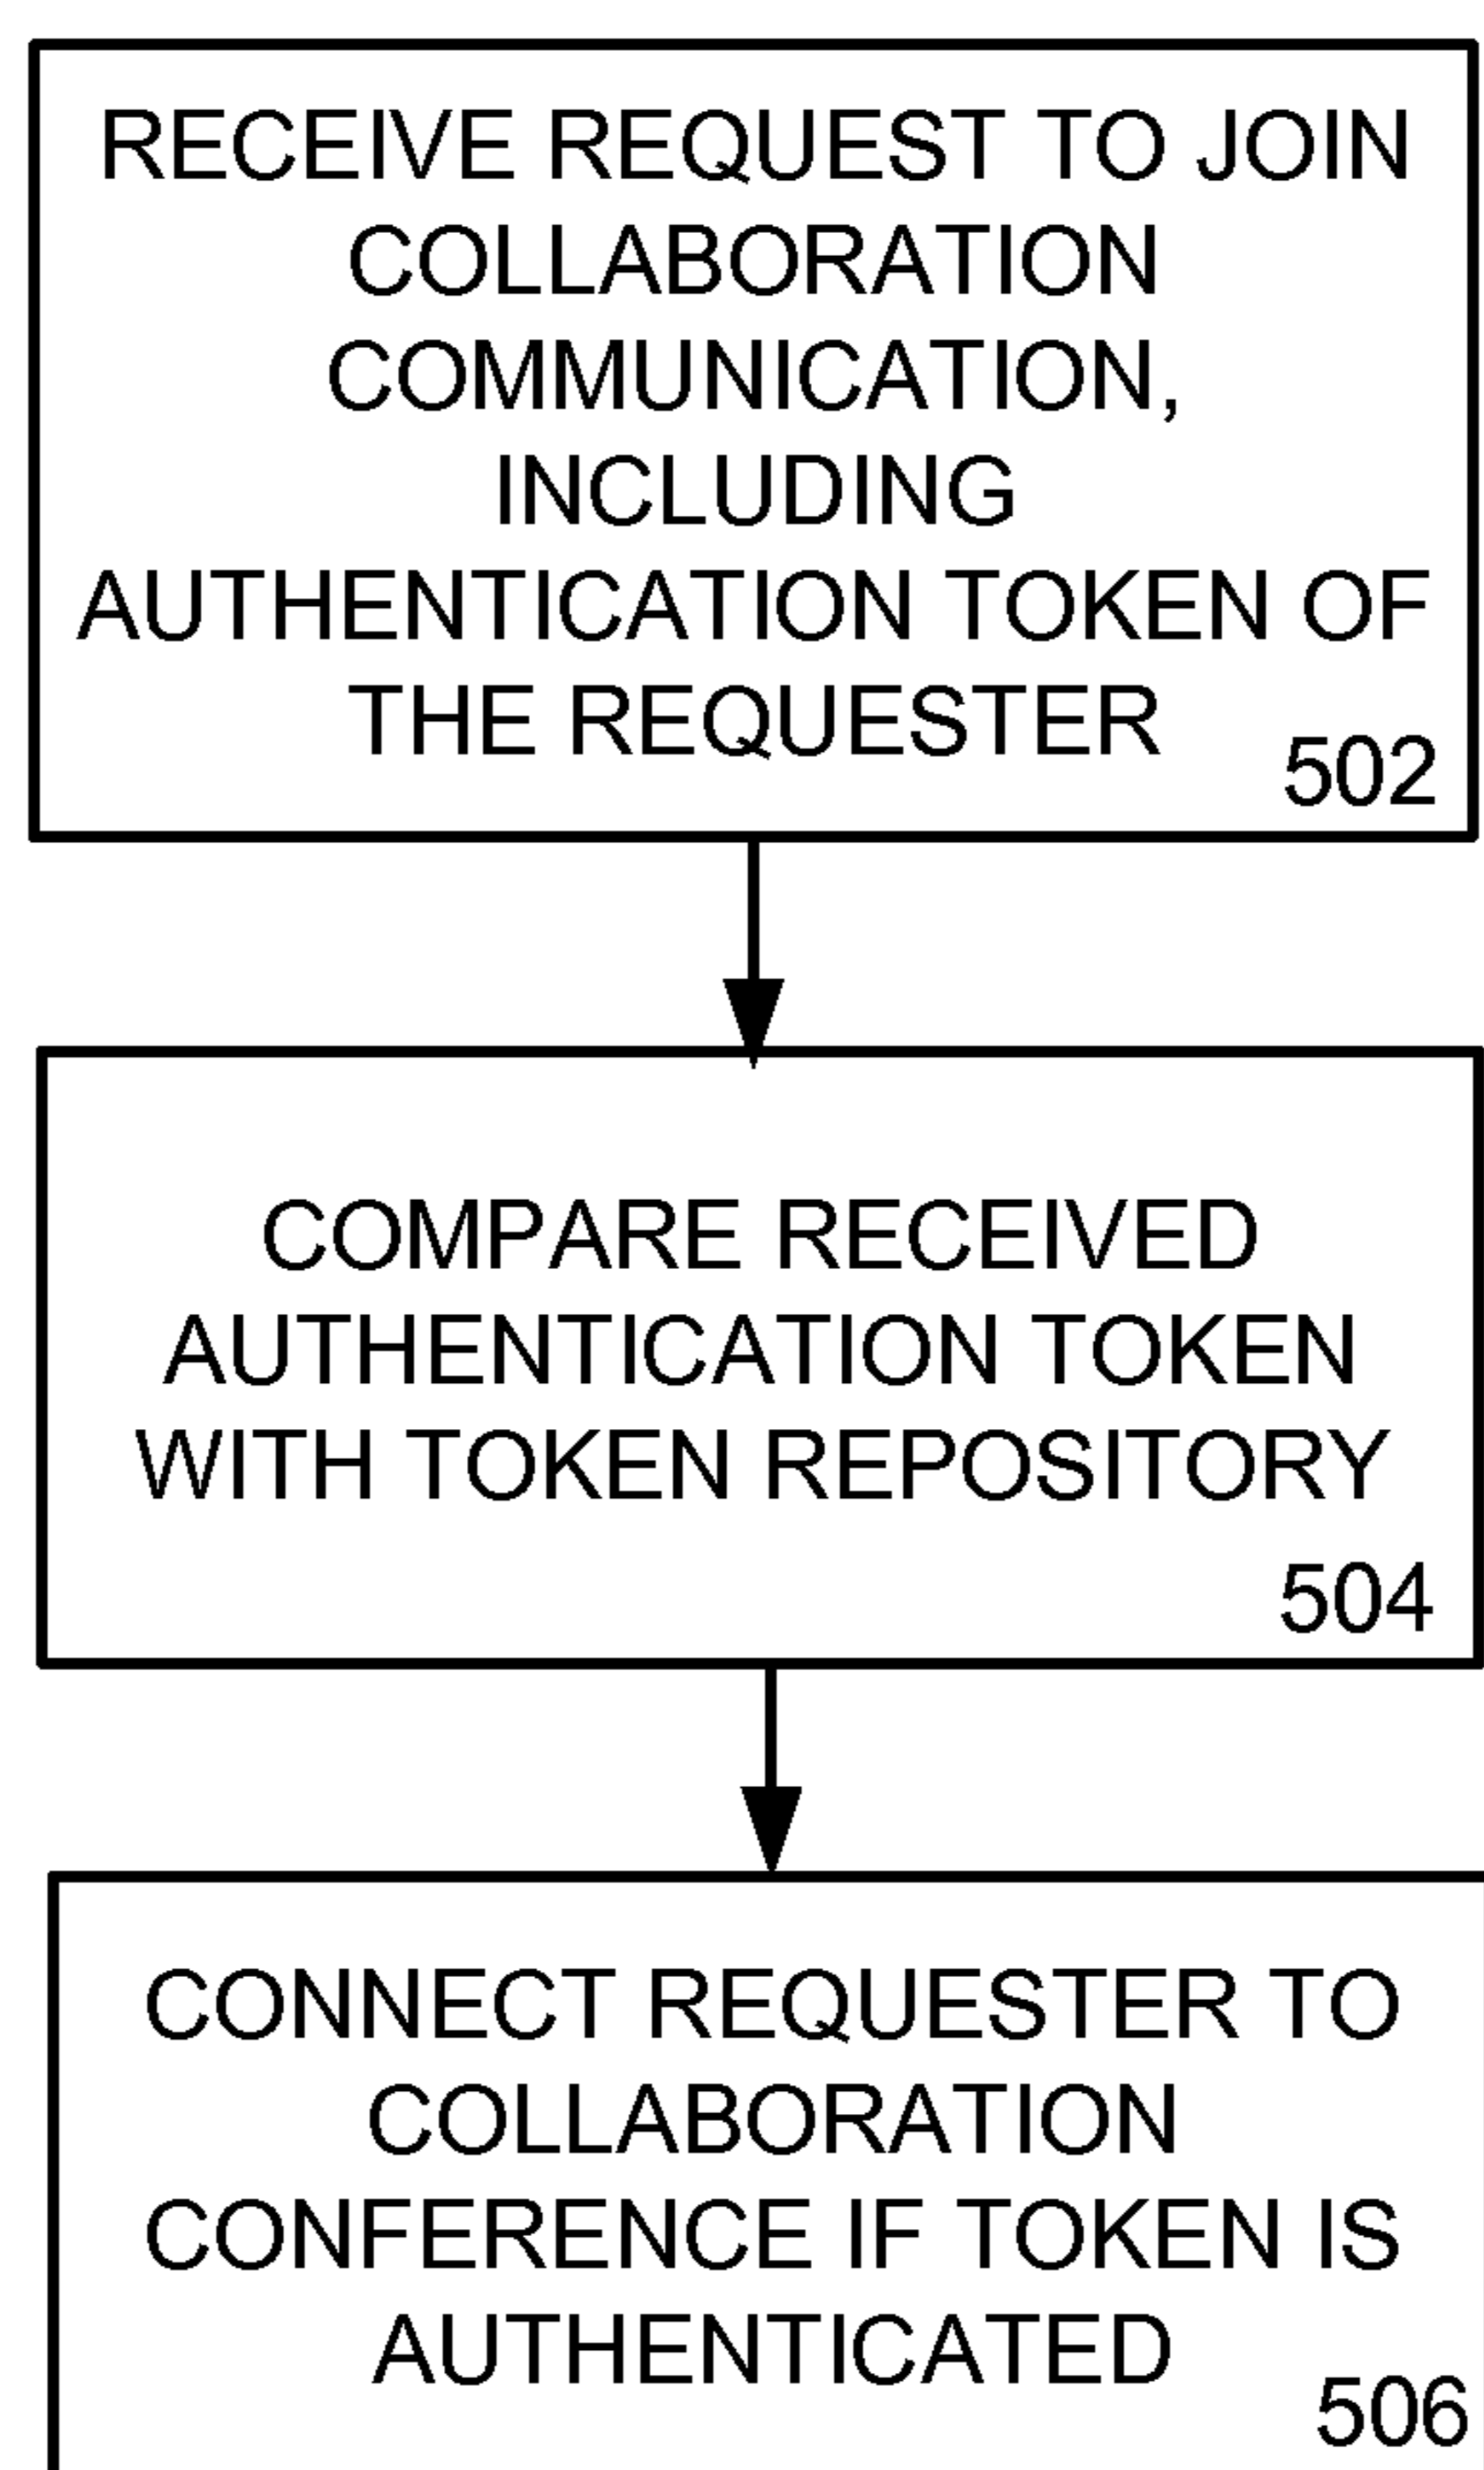 RECEIVE REQUEST TO JOIN
COLLABORATION
COMMUNICATION,
INCLUDING
AUTHENTICATION TOKEN OF
THE REQUESTER
502
COMPARE RECEIVED
AUTHENTICATION TOKEN
WITH TOKEN REPOSITORY
504
CONNECT REQUESTER TO
COLLABORATION
CONFERENCE IF TOKEN IS
AUTHENTICATED
506